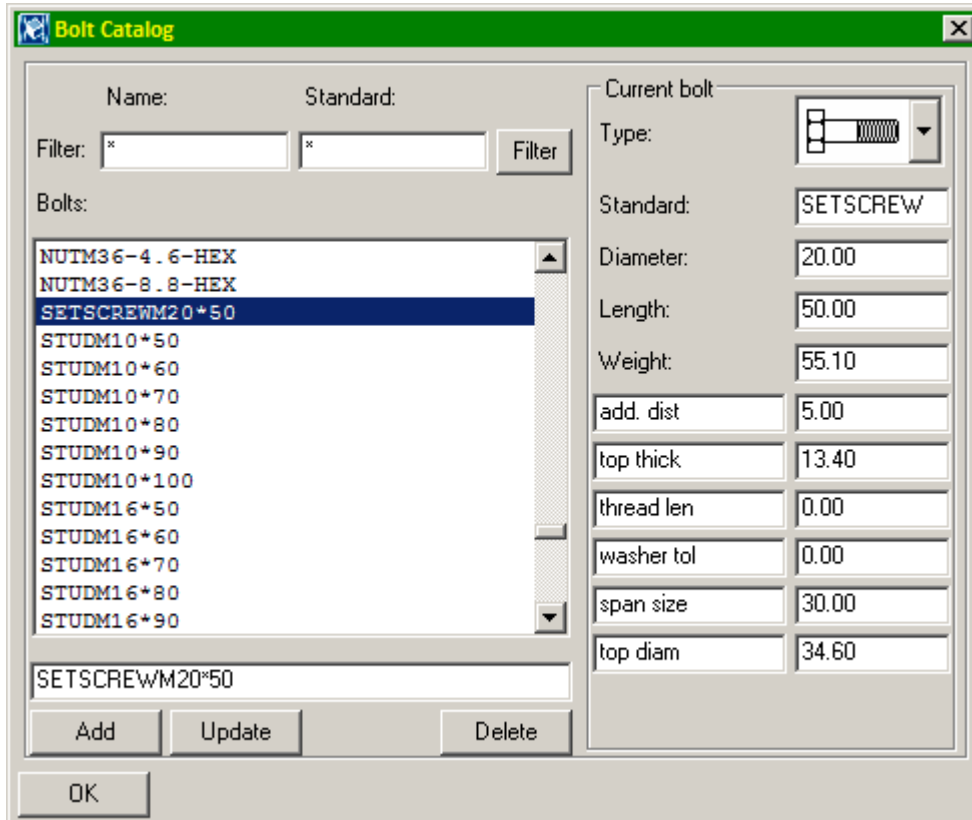 Bolt Catalog
Name: Standard:
Filter: * * Filter
Bolts:
NUTM36-4.6-HEX
NUTM36-8.8-HEX
SETSCREWM20*50
STUDM10*50
STUDM10*60
STUDM10*70
STUDM10*80
STUDM10*90
STUDM10*100
STUDM16*50
STUDM16*60
STUDM16*70
STUDM16*80
STUDM16*90
SETSCREWM20*50
Add Update Delete
OK
Current bolt
Type:
Standard: SETSCREW
Diameter: 20.00
Length: 50.00
Weight: 55.10
add. dist 5.00
top thick 13.40
thread len 0.00
washer tol 0.00
span size 30.00
top diam 34.60